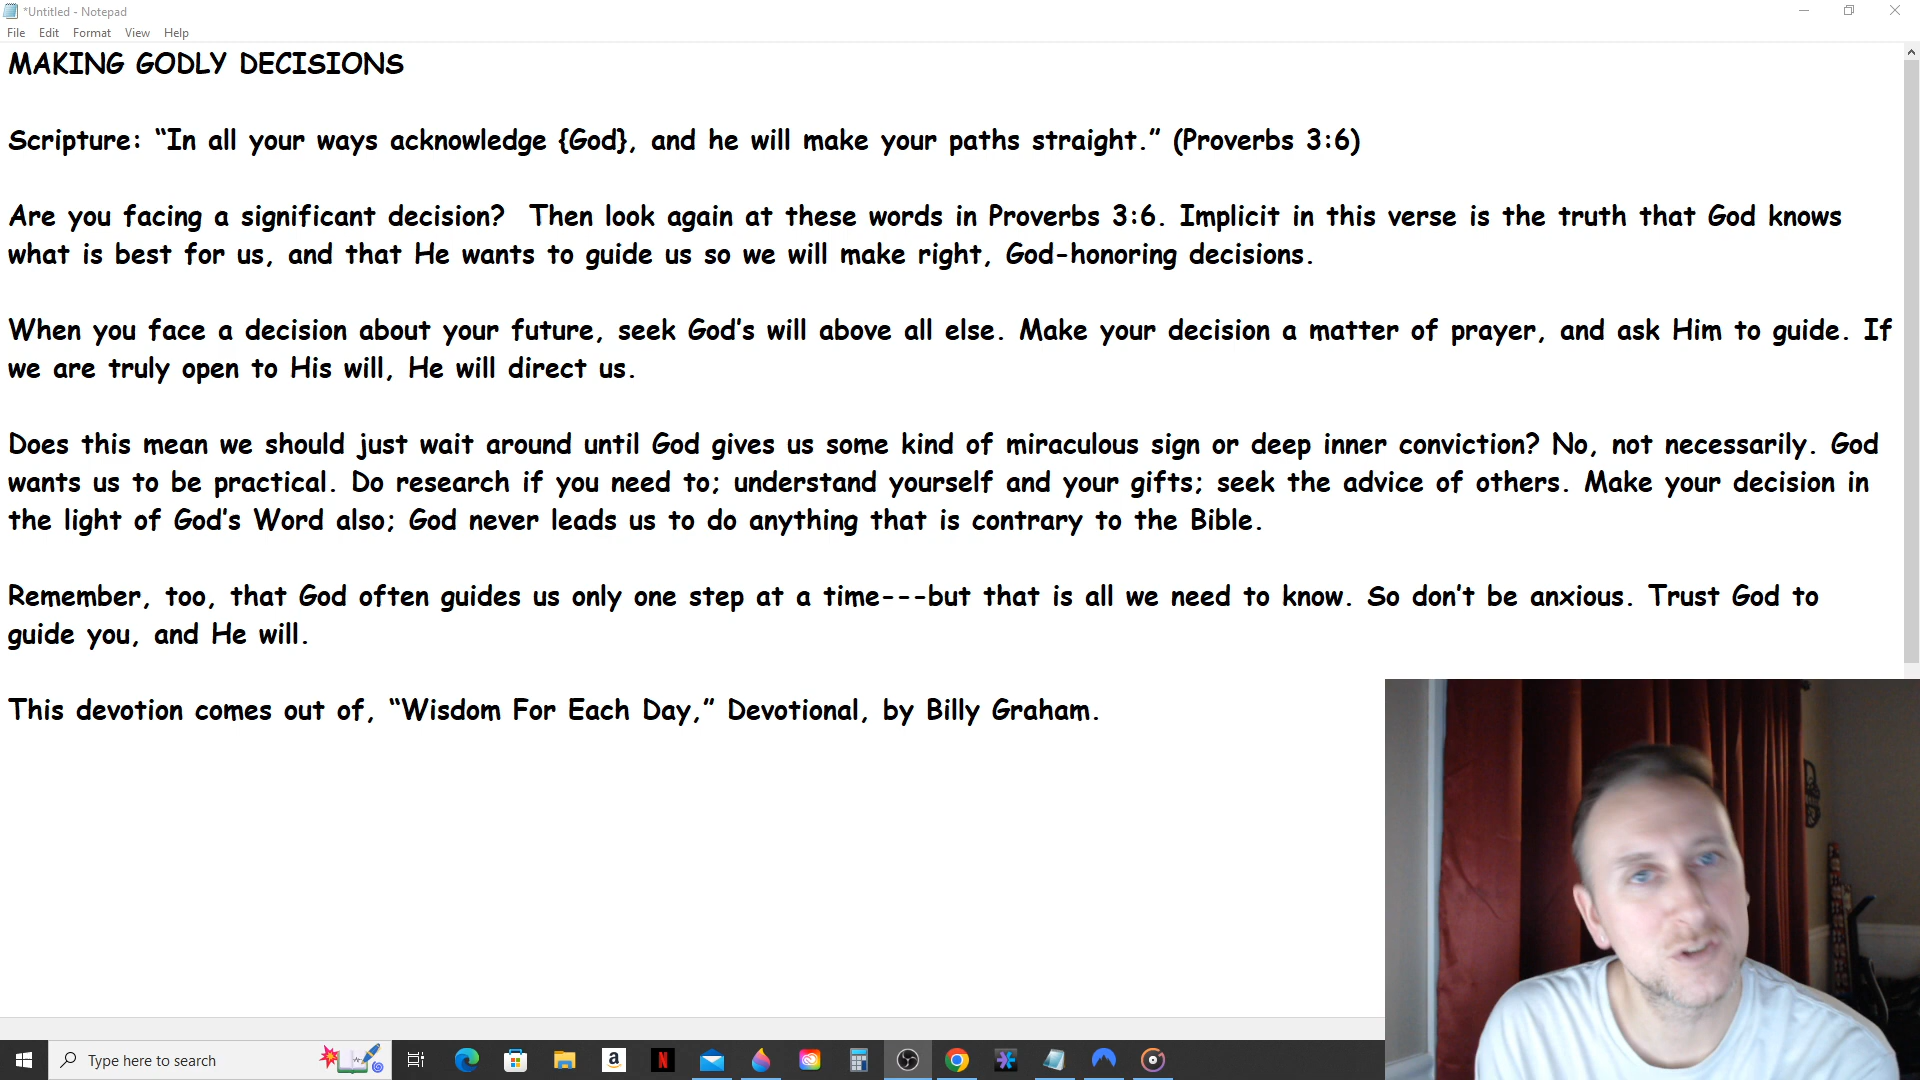 *Untitled - Notepad
File Edit Format View Help
MAKING GODLY DECISIONS
Scripture: “In all your ways acknowledge {God}, and he will make your paths straight.” (Proverbs 3:6)
Are you facing a significant decision?  Then look again at these words in Proverbs 3:6. Implicit in this verse is the truth that God knows
what is best for us, and that He wants to guide us so we will make right, God-honoring decisions.
When you face a decision about your future, seek God's will above all else. Make your decision a matter of prayer, and ask Him to guide. If
we are truly open to His will, He will direct us.
Does this mean we should just wait around until God gives us some kind of miraculous sign or deep inner conviction? No, not necessarily. God
wants us to be practical. Do research if you need to; understand yourself and your gifts; seek the advice of others. Make your decision in
the light of God's Word also; God never leads us to do anything that is contrary to the Bible.
Remember, too, that God often guides us only one step at a time---but that is all we need to know. So don't be anxious. Trust God to
guide you, and He will.
This devotion comes out of, “Wisdom For Each Day,” Devotional, by Billy Graham.
Type here to search
a
N